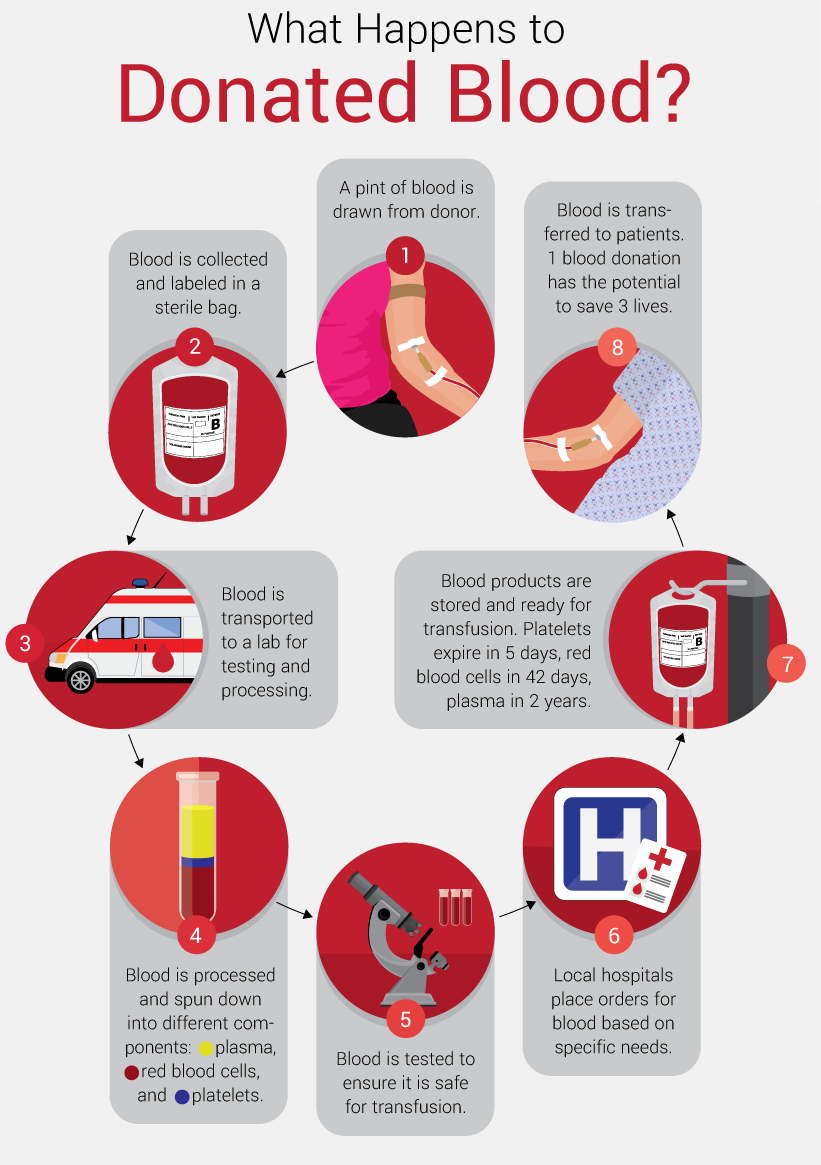 What Happens to
Donated Blood?
A pint of blood is
drawn from donor.
1
Blood is collected
and labeled in a
sterile bag.
2
B
3
Blood is
transported
to a lab for
testing and
processing.
4
Blood is processed
and spun down
into different com-
ponents: plasma,
red blood cells,
and platelets.
5
Blood is tested to
ensure it is safe
for transfusion.
H
6
Local hospitals
place orders for
blood based on
specific needs.
Blood products are
stored and ready for
transfusion. Platelets
expire in 5 days, red
blood cells in 42 days,
plasma in 2 years.
B
7
Blood is trans-
ferred to patients.
1 blood donation
has the potential
to save 3 lives.
8